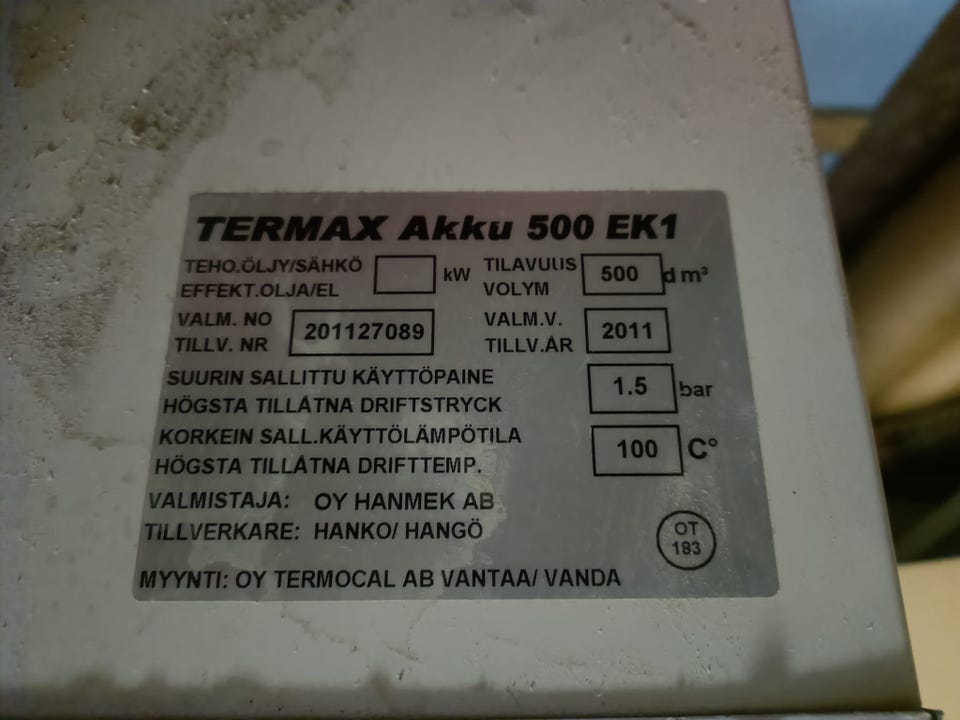 TERMAX Akku 500 EK1
TEHO.ÖLJY/SÄHKÖ kW TILAVUUS 500 d m³
EFFEKT.OLJA/EL VOLYM
VALM. NO 201127089 VALM.V. 2011
TILLV. NR TILLV.ÅR
SUURIN SALLITTU KÄYTTÖPAINE 1.5 bar
HÖGSTA TILLÅTNA DRIFTSTRYCK
KORKEIN SALL.KÄYTTÖLÄMPÖTILA 100 C°
HÖGSTA TILLÅTNA DRIFTTEMP.
VALMISTAJA: OY HANMEK AB
TILLVERKARE: HANKO/ HANGÖ
OT
183
MYYNTI: OY TERMOCAL AB VANTAA/ VANDA